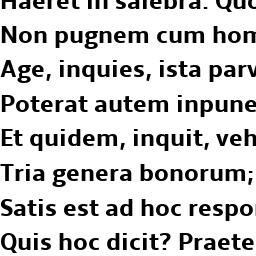 Haeret in salebra. Quo
Non pugnem cum hom
Age, inquies, ista parv
Poterat autem inpune
Et quidem, inquit, veh
Tria genera bonorum;
Satis est ad hoc respo
Quis hoc dicit? Praete